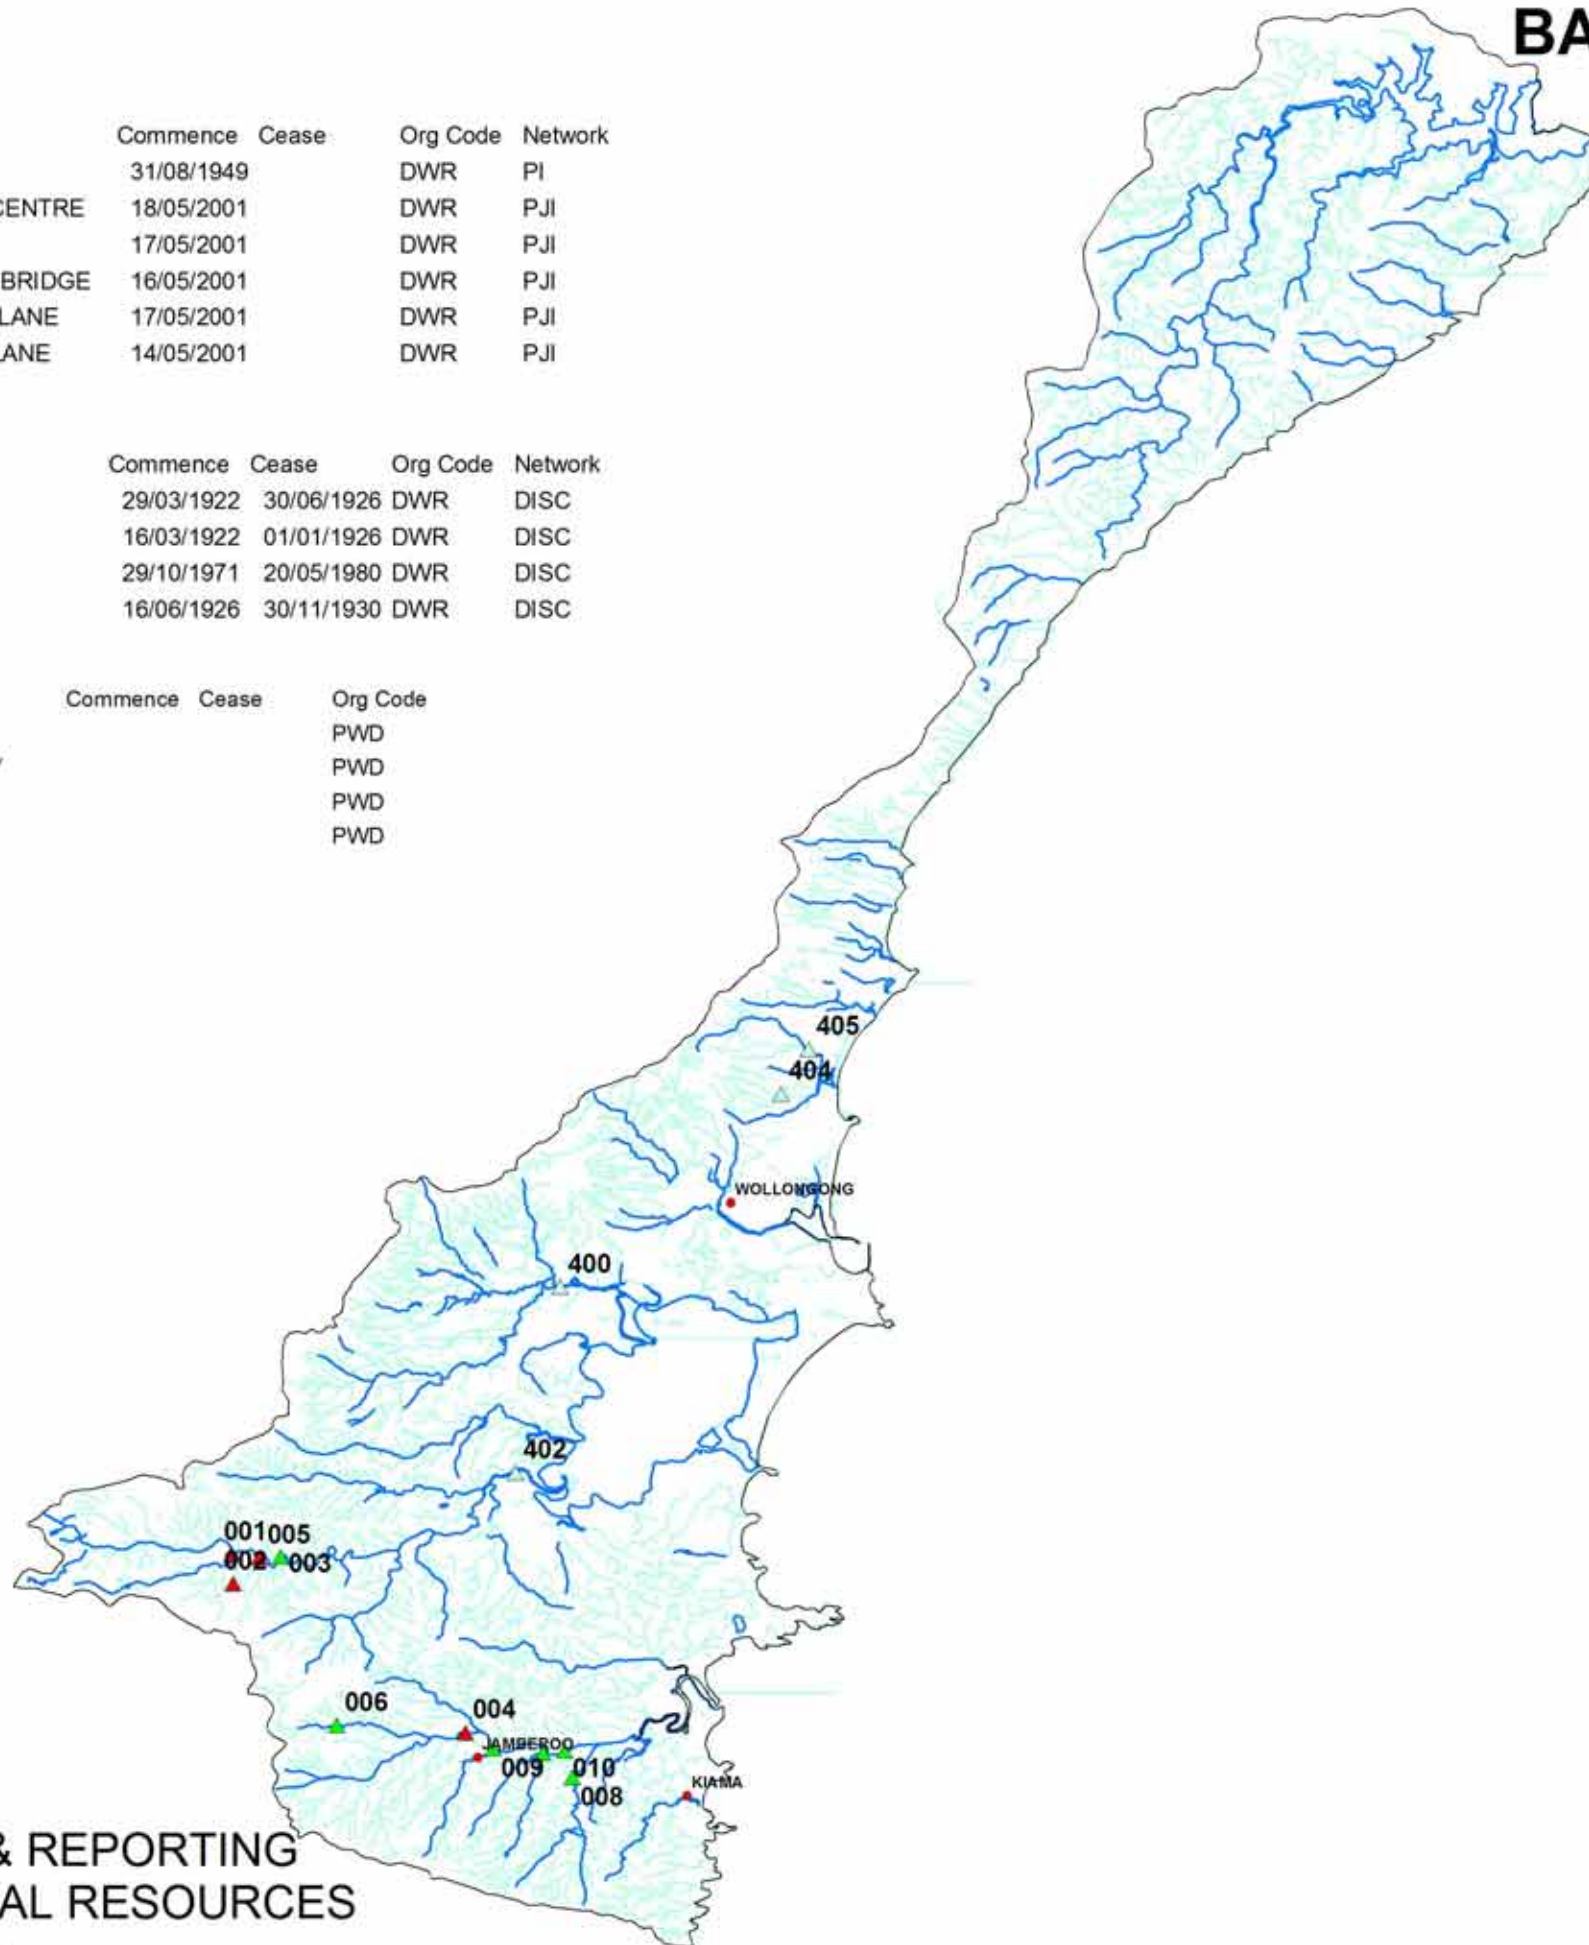 BA
Commence Cease Org Code Network
31/08/1949 DWR PI
CENTRE 18/05/2001 DWR PJI
17/05/2001 DWR PJI
BRIDGE 16/05/2001 DWR PJI
LANE 17/05/2001 DWR PJI
LANE 14/05/2001 DWR PJI
Commence Cease Org Code Network
29/03/1922 30/06/1926 DWR DISC
16/03/1922 01/01/1926 DWR DISC
29/10/1971 20/05/1980 DWR DISC
16/06/1926 30/11/1930 DWR DISC
Commence Cease Org Code
PWD
PWD
PWD
PWD
405
404
WOLLONGONG
400
402
001 005
002 003
006
004
JAMBEROO
009 010
KIAMA
008
& REPORTING
AL RESOURCES